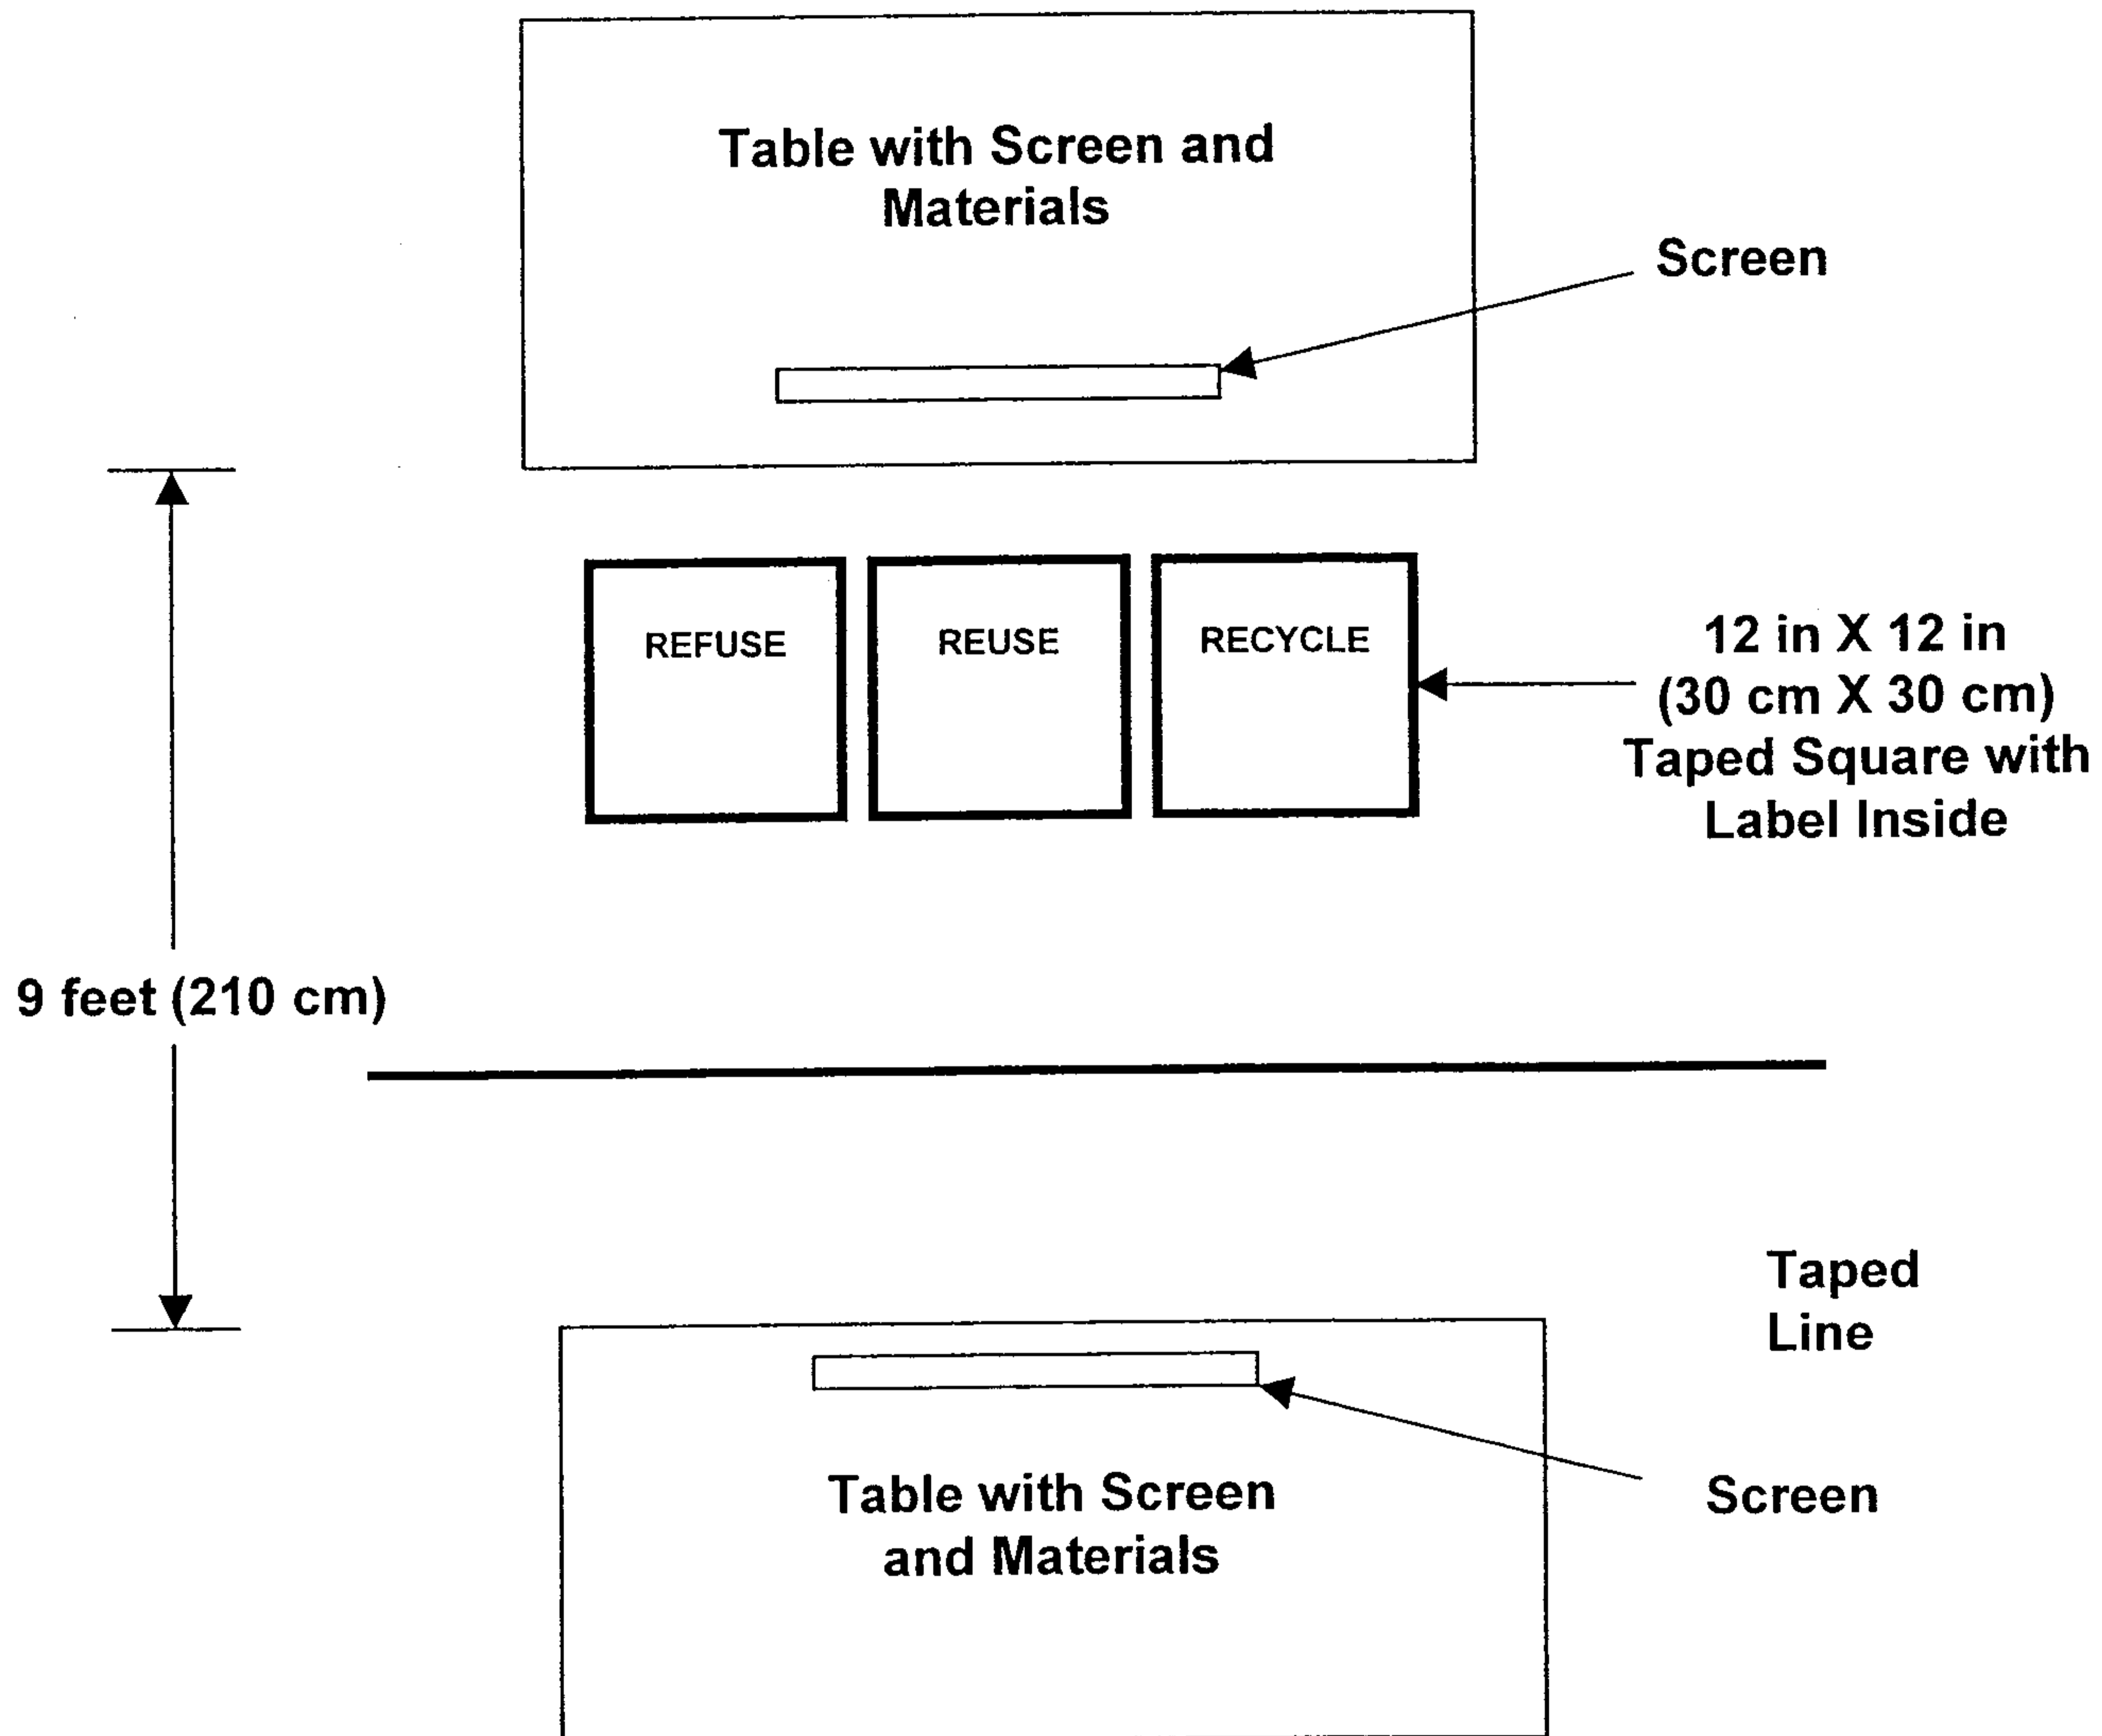 Table with Screen and
Materials
Screen
REFUSE
REUSE
RECYCLE
12 in X 12 in
(30 cm X 30 cm)
Taped Square with
Label Inside
9 feet (210 cm)
Taped
Line
Table with Screen
and Materials
Screen